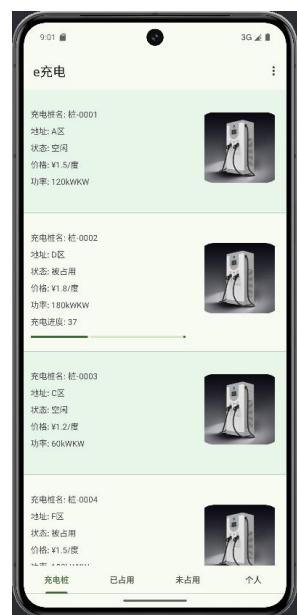 9:01
3G
e充电
充电桩名: 桩-0001
地址: A区
状态: 空闲
价格: ¥1.5/度
功率: 120kWKW
充电桩名: 桩-0002
地址: D区
状态: 被占用
价格: ¥1.8/度
功率: 180kWKW
充电进度: 37
充电桩名: 桩-0003
地址: C区
状态: 空闲
价格: ¥1.2/度
功率: 60kWKW
充电桩名: 桩-0004
地址: F区
状态: 被占用
价格: ¥1.5/度
充电桩 已占用 未占用 个人